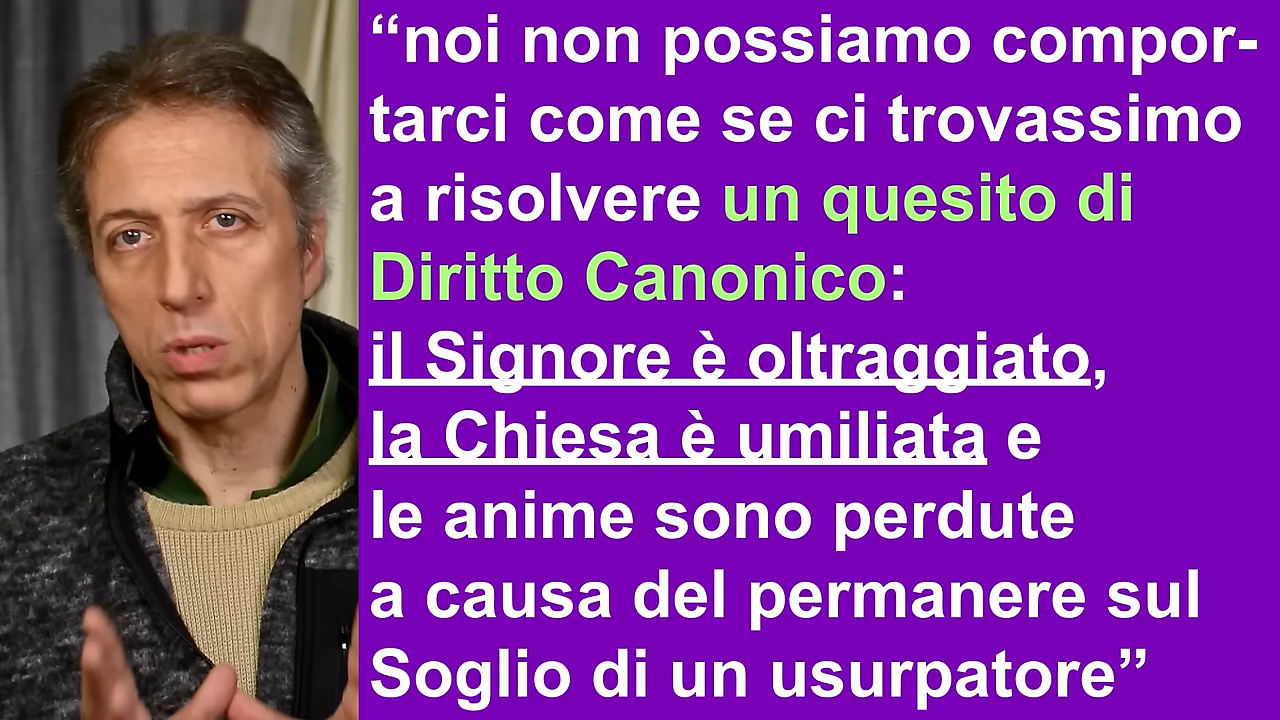 “noi non possiamo compor-
tarci come se ci trovassimo
a risolvere un quesito di
Diritto Canonico:
il Signore è oltraggiato,
la Chiesa è umiliata e
le anime sono perdute
a causa del permanere sul
Soglio di un usurpatore”